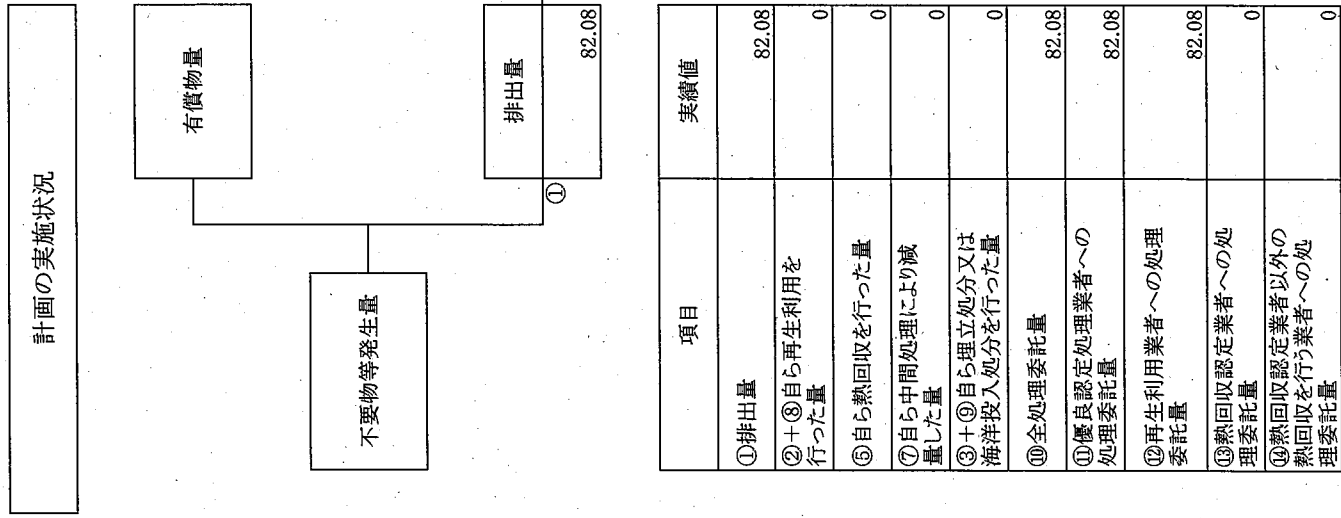 計画の実施状況
有償物量
不要物等発生量
排出量
①
82.08
項目
実績値
①排出量
82.08
②+⑧自ら再生利用を
行った量
0
⑤自ら熱回収を行った量
0
⑦自ら中間処理により減
量した量
0
③+⑨自ら埋立処分又は
海洋投入処分を行った量
0
⑩全処理委託量
82.08
⑪優良認定処理業者への
処理委託量
82.08
⑫再生利用業者への処理
委託量
82.08
⑬熱回収認定業者への処
理委託量
0
⑭熱回収認定業者以外の
熱回収を行う業者への処
理委託量
0